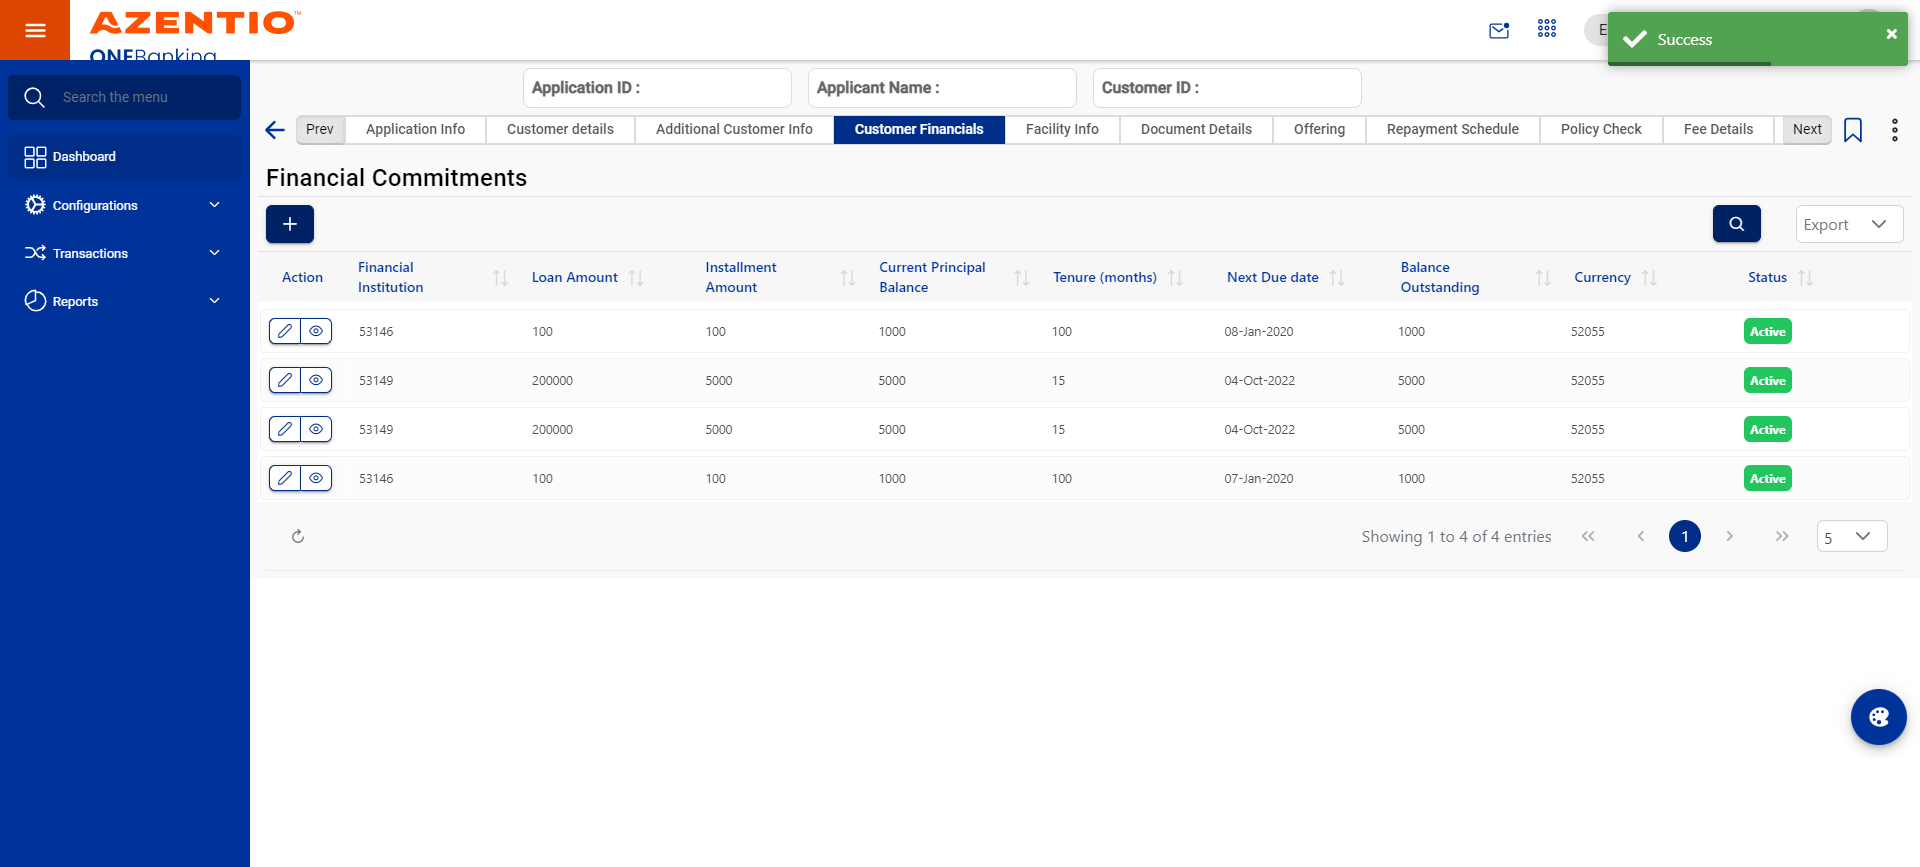 AZENTIO™
ONEBanking
E
Success
Search the menu
Dashboard
Configurations
Transactions
Reports
Application ID :
Applicant Name :
Customer ID :
Prev
Application Info
Customer details
Additional Customer Info
Customer Financials
Facility Info
Document Details
Offering
Repayment Schedule
Policy Check
Fee Details
Next
Financial Commitments
Export
Action
Financial Institution
Loan Amount
Installment Amount
Current Principal Balance
Tenure (months)
Next Due date
Balance Outstanding
Currency
Status
53146 100 100 1000 100 08-Jan-2020 1000 52055 Active
53149 200000 5000 5000 15 04-Oct-2022 5000 52055 Active
53149 200000 5000 5000 15 04-Oct-2022 5000 52055 Active
53146 100 100 1000 100 07-Jan-2020 1000 52055 Active
Showing 1 to 4 of 4 entries
1
5